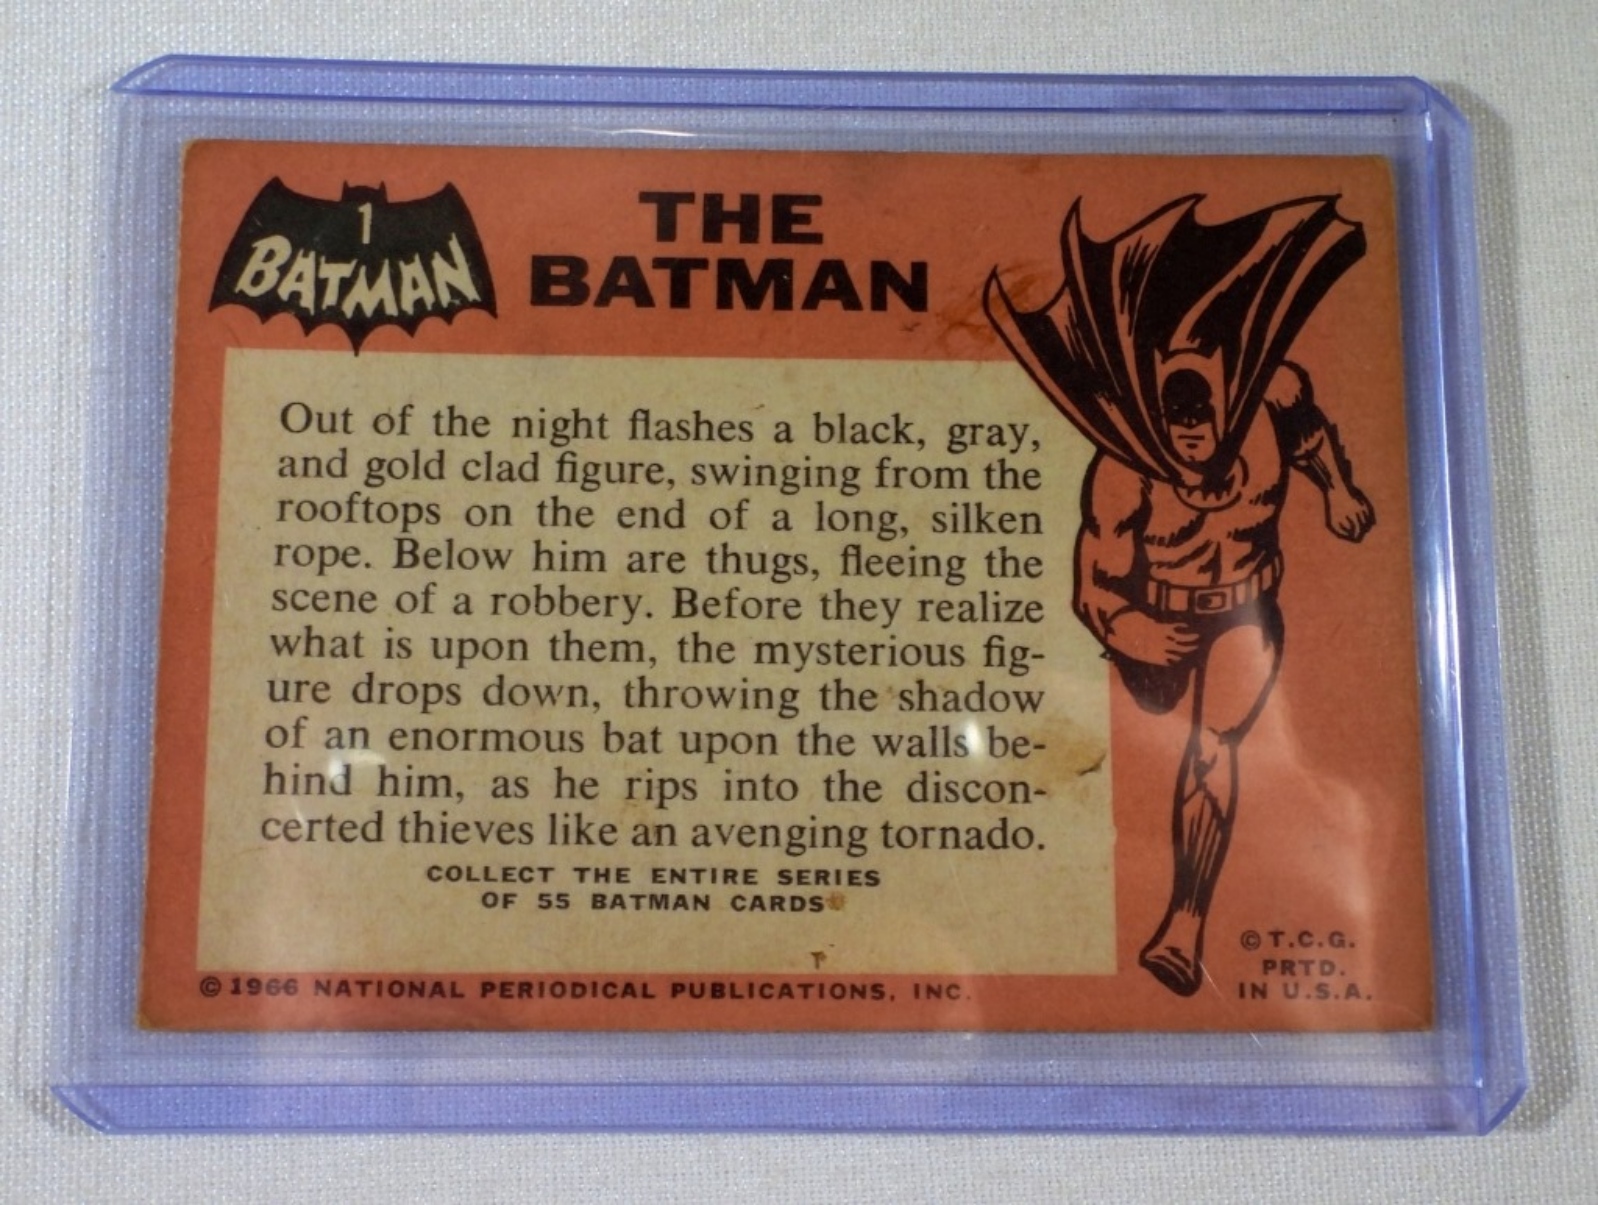 1
BATMAN
THE
BATMAN
Out of the night flashes a black, gray,
and gold clad figure, swinging from the
rooftops on the end of a long, silken
rope. Below him are thugs, fleeing the
scene of a robbery. Before they realize
what is upon them, the mysterious fig-
ure drops down, throwing the shadow
of an enormous bat upon the walls be-
hind him, as he rips into the discon-
certed thieves like an avenging tornado.
COLLECT THE ENTIRE SERIES
OF 55 BATMAN CARDS
© 1966 NATIONAL PERIODICAL PUBLICATIONS, INC.
© T.C.G.
PRTD.
IN U.S.A.